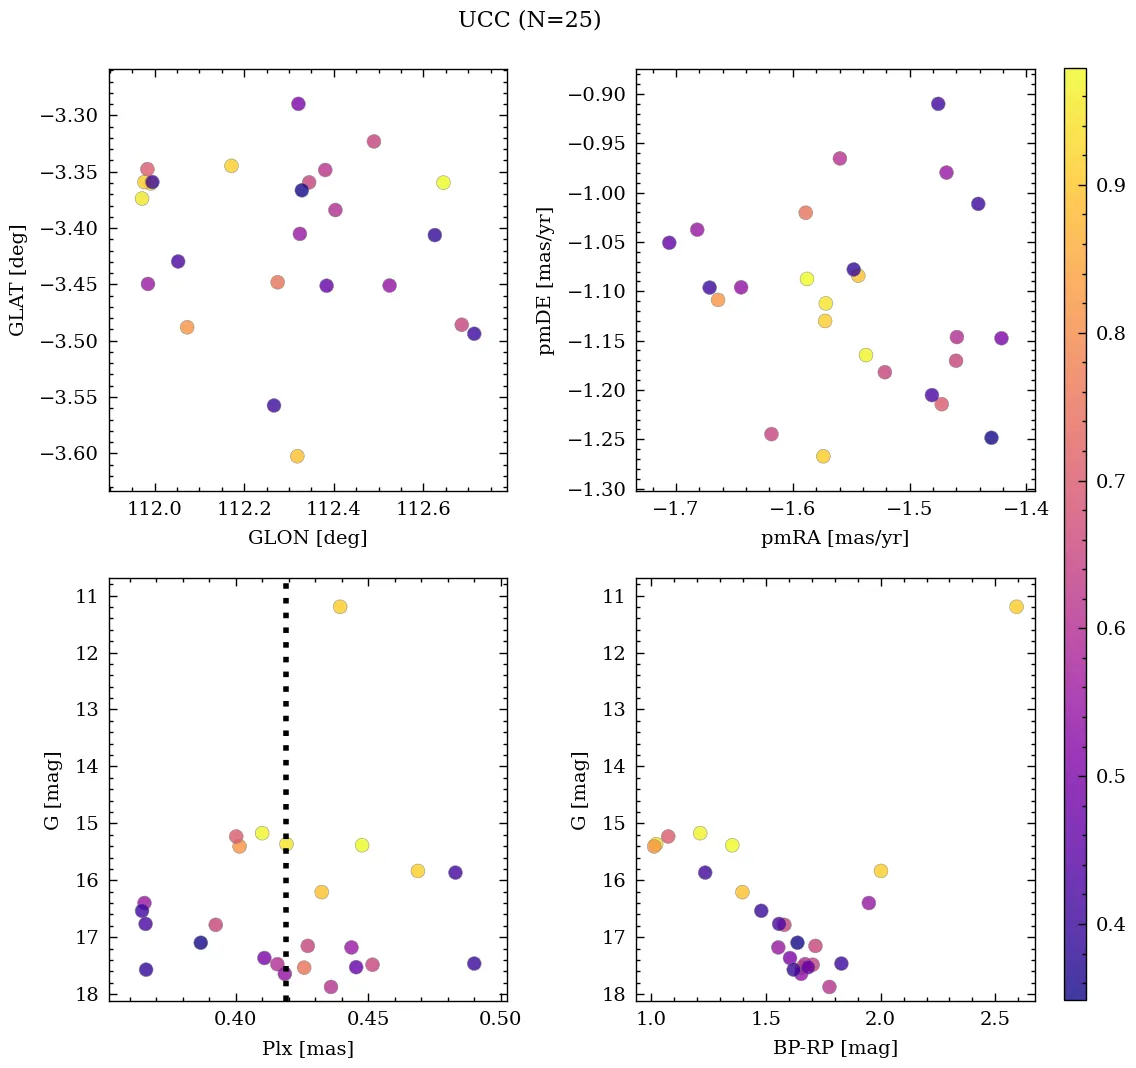 UCC (N=25)
−3.30
−3.35
−3.40
−3.45
−3.50
−3.55
−3.60
GLAT [deg]
112.0 112.2 112.4 112.6
GLON [deg]
−0.90
−0.95
−1.00
−1.05
−1.10
−1.15
−1.20
−1.25
−1.30
pmDE [mas/yr]
−1.7 −1.6 −1.5 −1.4
pmRA [mas/yr]
11
12
13
14
15
16
17
18
G [mag]
0.40 0.45 0.50
Plx [mas]
11
12
13
14
15
16
17
18
G [mag]
1.0 1.5 2.0 2.5
BP-RP [mag]
0.9
0.8
0.7
0.6
0.5
0.4